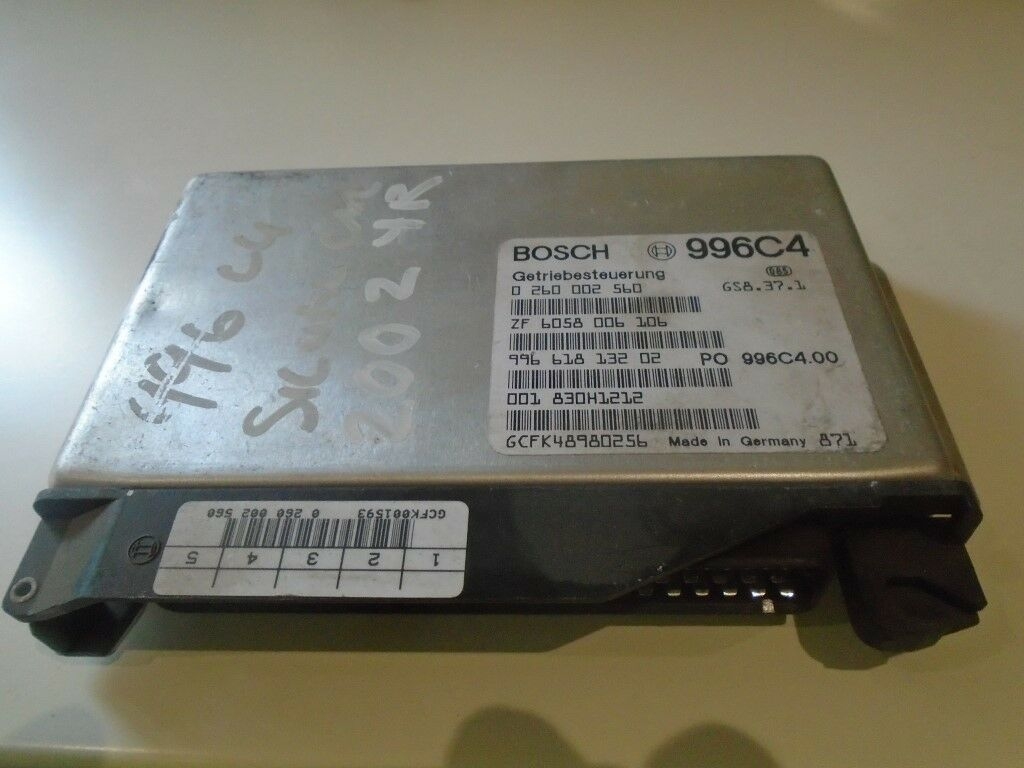 996 C4
2002 YR
BOSCH 996C4
Getriebesteuerung
0 260 002 560 GS8.37.1
ZF 6058 006 106
996 618 132 02 PO 996C4.00
001 830H1212
GCFK48980256 Made in Germany 871
GCFK001593 0 260 002 560
1 2 3 4 5